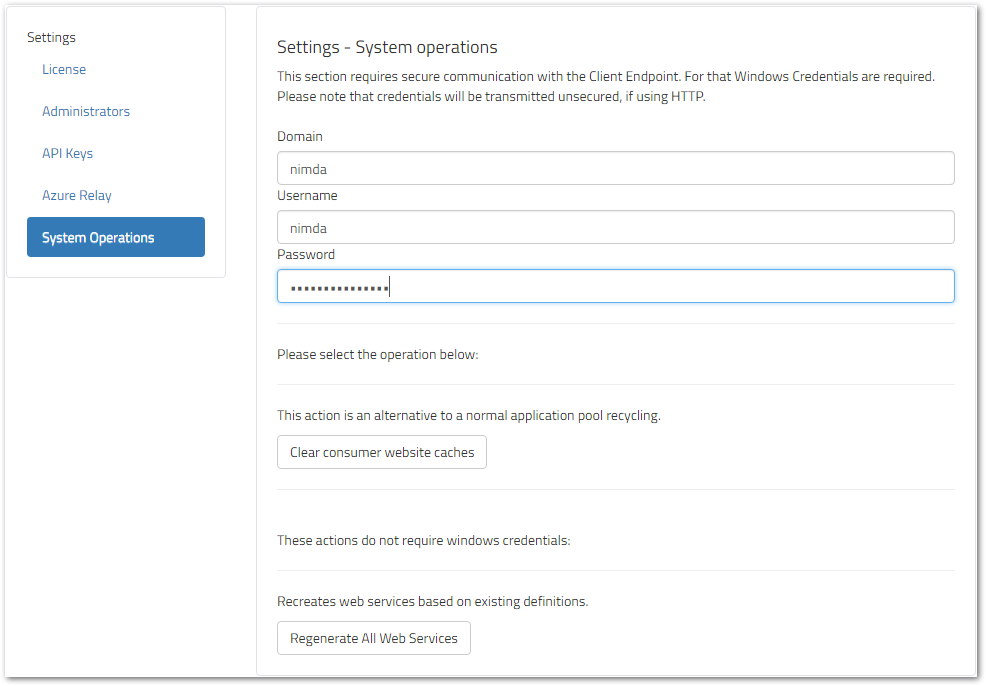 Settings
License
Administrators
API Keys
Azure Relay
System Operations
Settings - System operations
This section requires secure communication with the Client Endpoint. For that Windows Credentials are required.
Please note that credentials will be transmitted unsecured, if using HTTP.
Domain
nimda
Username
nimda
Password
•••••••••••••••
Please select the operation below:
This action is an alternative to a normal application pool recycling.
Clear consumer website caches
These actions do not require windows credentials:
Recreates web services based on existing definitions.
Regenerate All Web Services